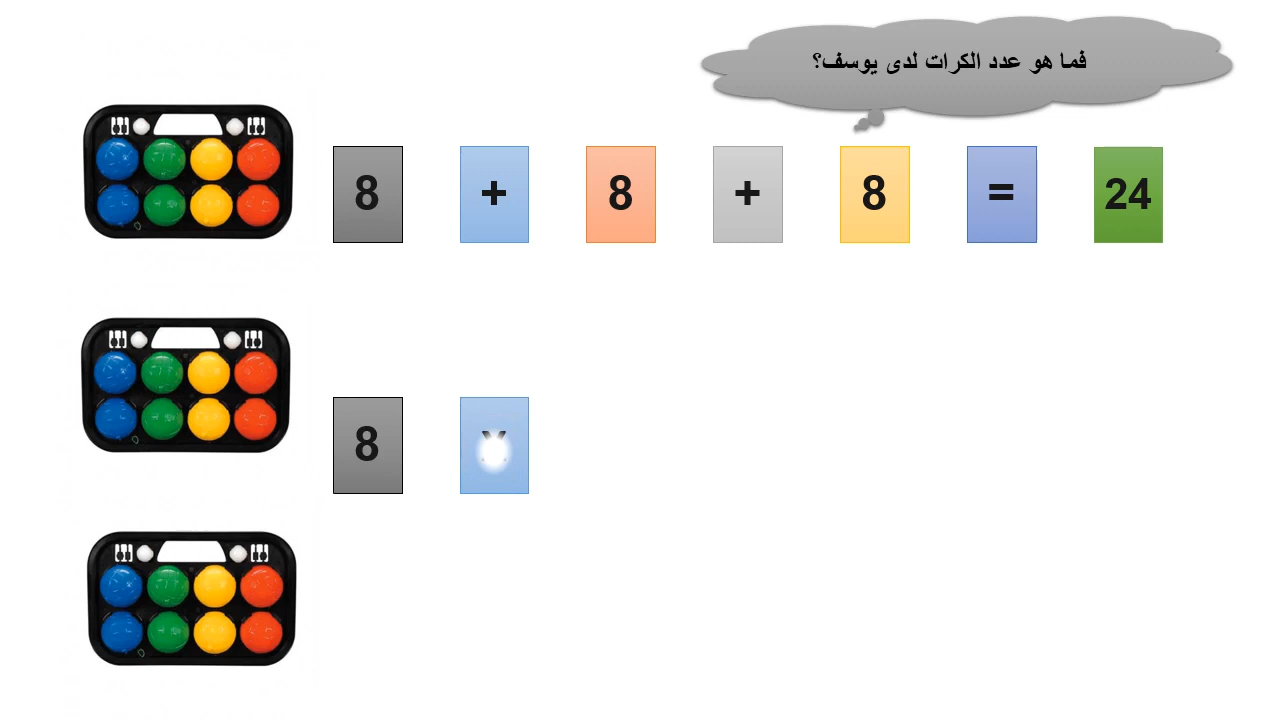 فما هو عدد الكرات لدى يوسف؟
8 + 8 + 8 = 24
8